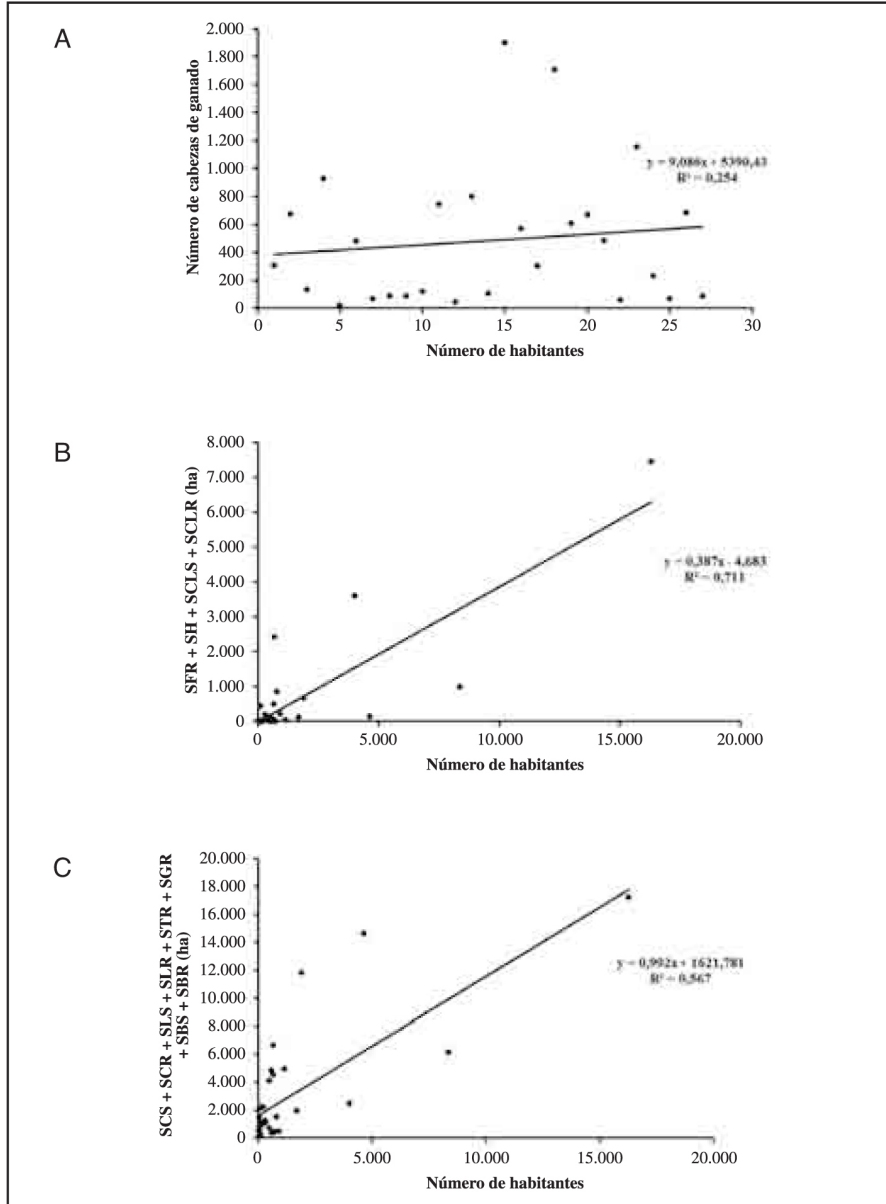 A
Número de cabezas de ganado
2.000
1.800
1.600
1.400
1.200
1.000
800
600
400
200
0
y = 9,086x + 5390,43
R² = 0,254
0 5 10 15 20 25 30
Número de habitantes
B
SFR + SH + SCLS + SCLR (ha)
8.000
7.000
6.000
5.000
4.000
3.000
2.000
1.000
0
y = 0,387x - 4,683
R² = 0,711
0 5.000 10.000 15.000 20.000
Número de habitantes
C
SCS + SCR + SLS + SLR + STR + SGR
+ SBS + SBR (ha)
20.000
18.000
16.000
14.000
12.000
10.000
8.000
6.000
4.000
2.000
0
y = 0,992x + 1621,781
R² = 0,567
0 5.000 10.000 15.000 20.000
Número de habitantes